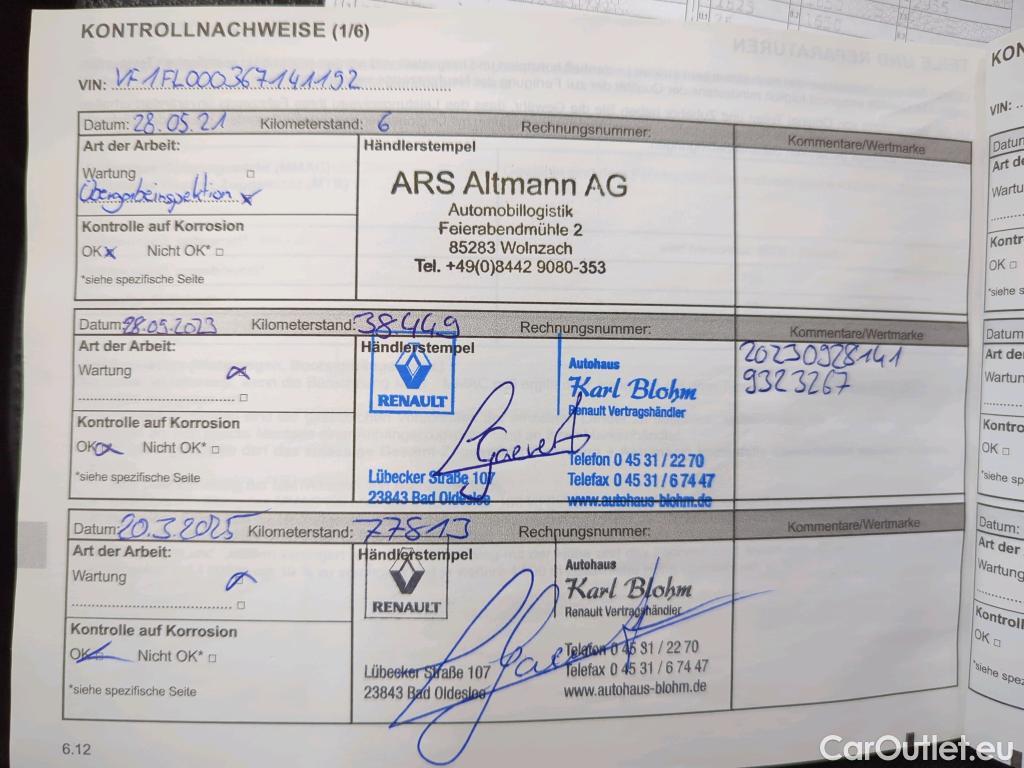 KONTROLLNACHWEISE (1/6)
VIN: VF1FL000367141192
Datum: 28.05.21 Kilometerstand: 6 Rechnungsnummer: Kommentare/Wertmarke
Art der Arbeit: Händlerstempel
Wartung
Übergabeinspektion x
ARS Altmann AG
Automobillogistik
Feierabendmühle 2
85283 Wolnzach
Tel. +49(0)8442 9080-353
Kontrolle auf Korrosion
OK x Nicht OK*
*siehe spezifische Seite
Datum: 28.09.2023 Kilometerstand: 38449 Rechnungsnummer: Kommentare/Wertmarke
Art der Arbeit: Händlerstempel
Wartung
20230928141
9323267
RENAULT
Autohaus
Karl Blohm
Renault Vertragshändler
Kontrolle auf Korrosion
OK Nicht OK*
*siehe spezifische Seite
Lübecker Straße 107
23843 Bad Oldeslee
Telefon 0 45 31 / 22 70
Telefax 0 45 31 / 6 74 47
www.autohaus-blohm.de
Datum: 20.3.2025 Kilometerstand: 77813 Rechnungsnummer: Kommentare/Wertmarke
Art der Arbeit: Händlerstempel
Wartung
RENAULT
Autohaus
Karl Blohm
Renault Vertragshändler
Kontrolle auf Korrosion
OK Nicht OK*
*siehe spezifische Seite
Lübecker Straße 107
23843 Bad Oldeslee
Telefon 0 45 31 / 22 70
Telefax 0 45 31 / 6 74 47
www.autohaus-blohm.de
6.12
CarOutlet.eu